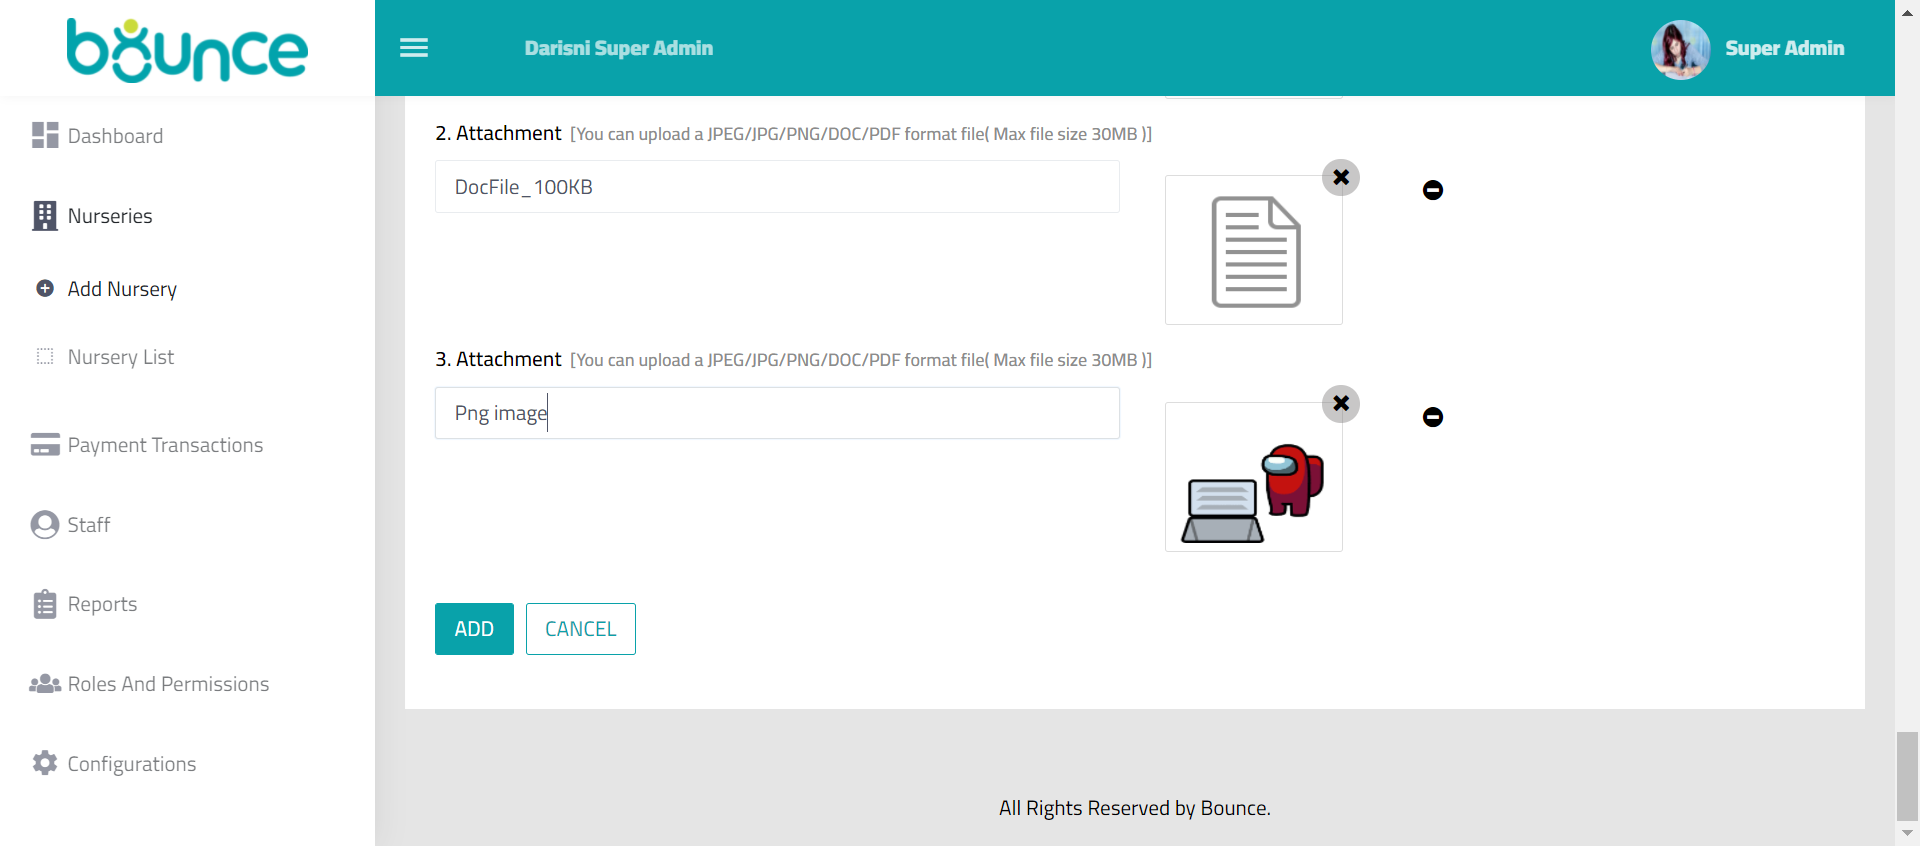 bounce
Darisni Super Admin
Super Admin
Dashboard
Nurseries
Add Nursery
Nursery List
Payment Transactions
Staff
Reports
Roles And Permissions
Configurations
2. Attachment [You can upload a JPEG/JPG/PNG/DOC/PDF format file( Max file size 30MB )]
DocFile_100KB
3. Attachment [You can upload a JPEG/JPG/PNG/DOC/PDF format file( Max file size 30MB )]
Png image
ADD
CANCEL
All Rights Reserved by Bounce.